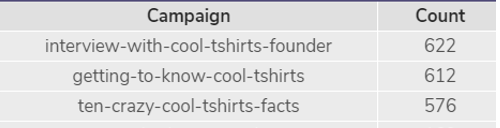 Campaign Count
interview-with-cool-tshirts-founder 622
getting-to-know-cool-tshirts 612
ten-crazy-cool-tshirts-facts 576